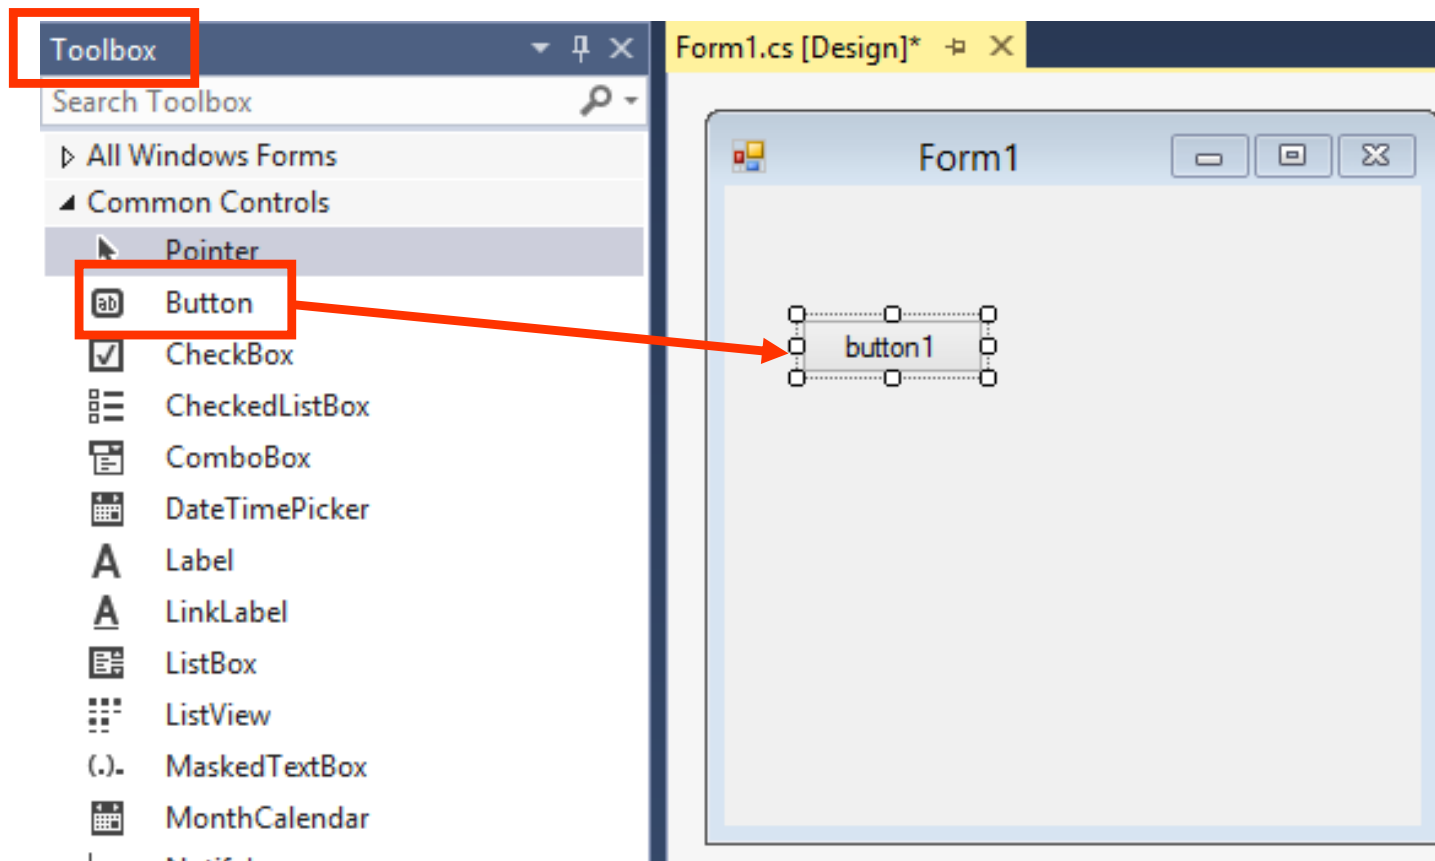 Toolbox
Search Toolbox
All Windows Forms
Common Controls
Pointer
Button
CheckBox
CheckedListBox
ComboBox
DateTimePicker
Label
LinkLabel
ListBox
ListView
MaskedTextBox
MonthCalendar
Form1.cs [Design]*
Form1
button1